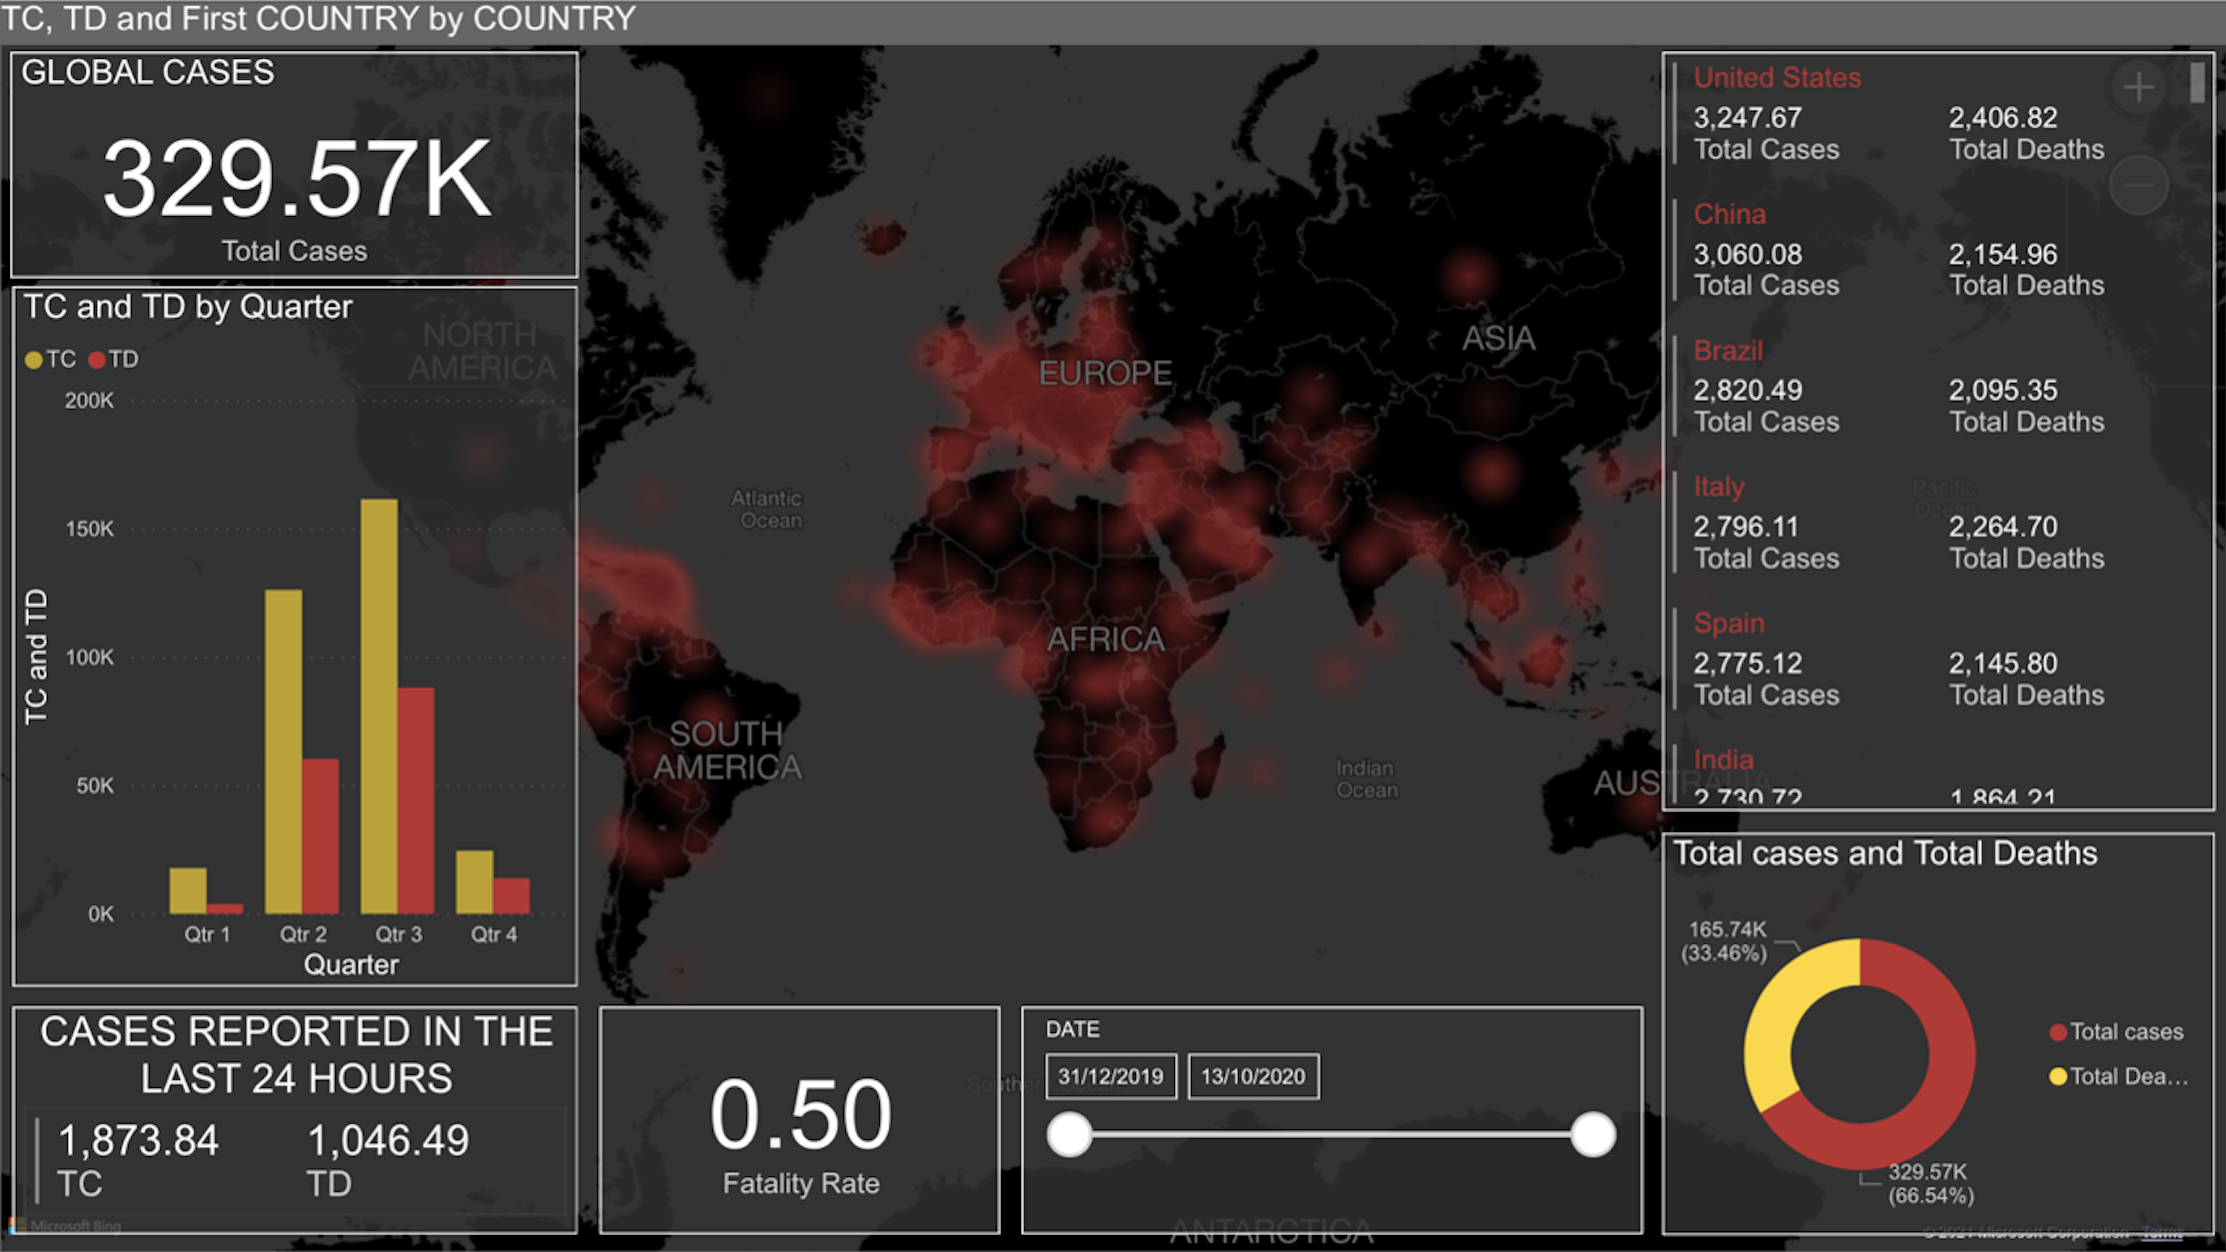 TC, TD and First COUNTRY by COUNTRY
GLOBAL CASES
329.57K
Total Cases
TC and TD by Quarter
TC TD
200K
150K
100K
50K
0K
TC and TD
Qtr 1 Qtr 2 Qtr 3 Qtr 4
Quarter
CASES REPORTED IN THE
LAST 24 HOURS
1,873.84 1,046.49
TC TD
Microsoft Bing
NORTH
AMERICA
EUROPE
ASIA
Atlantic
Ocean
AFRICA
SOUTH
AMERICA
Indian
Ocean
AUSTRALIA
Pacific
Ocean
ANTARCTICA
0.50
Fatality Rate
DATE
31/12/2019 13/10/2020
United States
3,247.67 2,406.82
Total Cases Total Deaths
China
3,060.08 2,154.96
Total Cases Total Deaths
Brazil
2,820.49 2,095.35
Total Cases Total Deaths
Italy
2,796.11 2,264.70
Total Cases Total Deaths
Spain
2,775.12 2,145.80
Total Cases Total Deaths
India
2,730.72 1,864.21
Total cases and Total Deaths
165.74K
(33.46%)
Total cases
Total Dea...
329.57K
(66.54%)
© 2021 Microsoft Corporation Terms